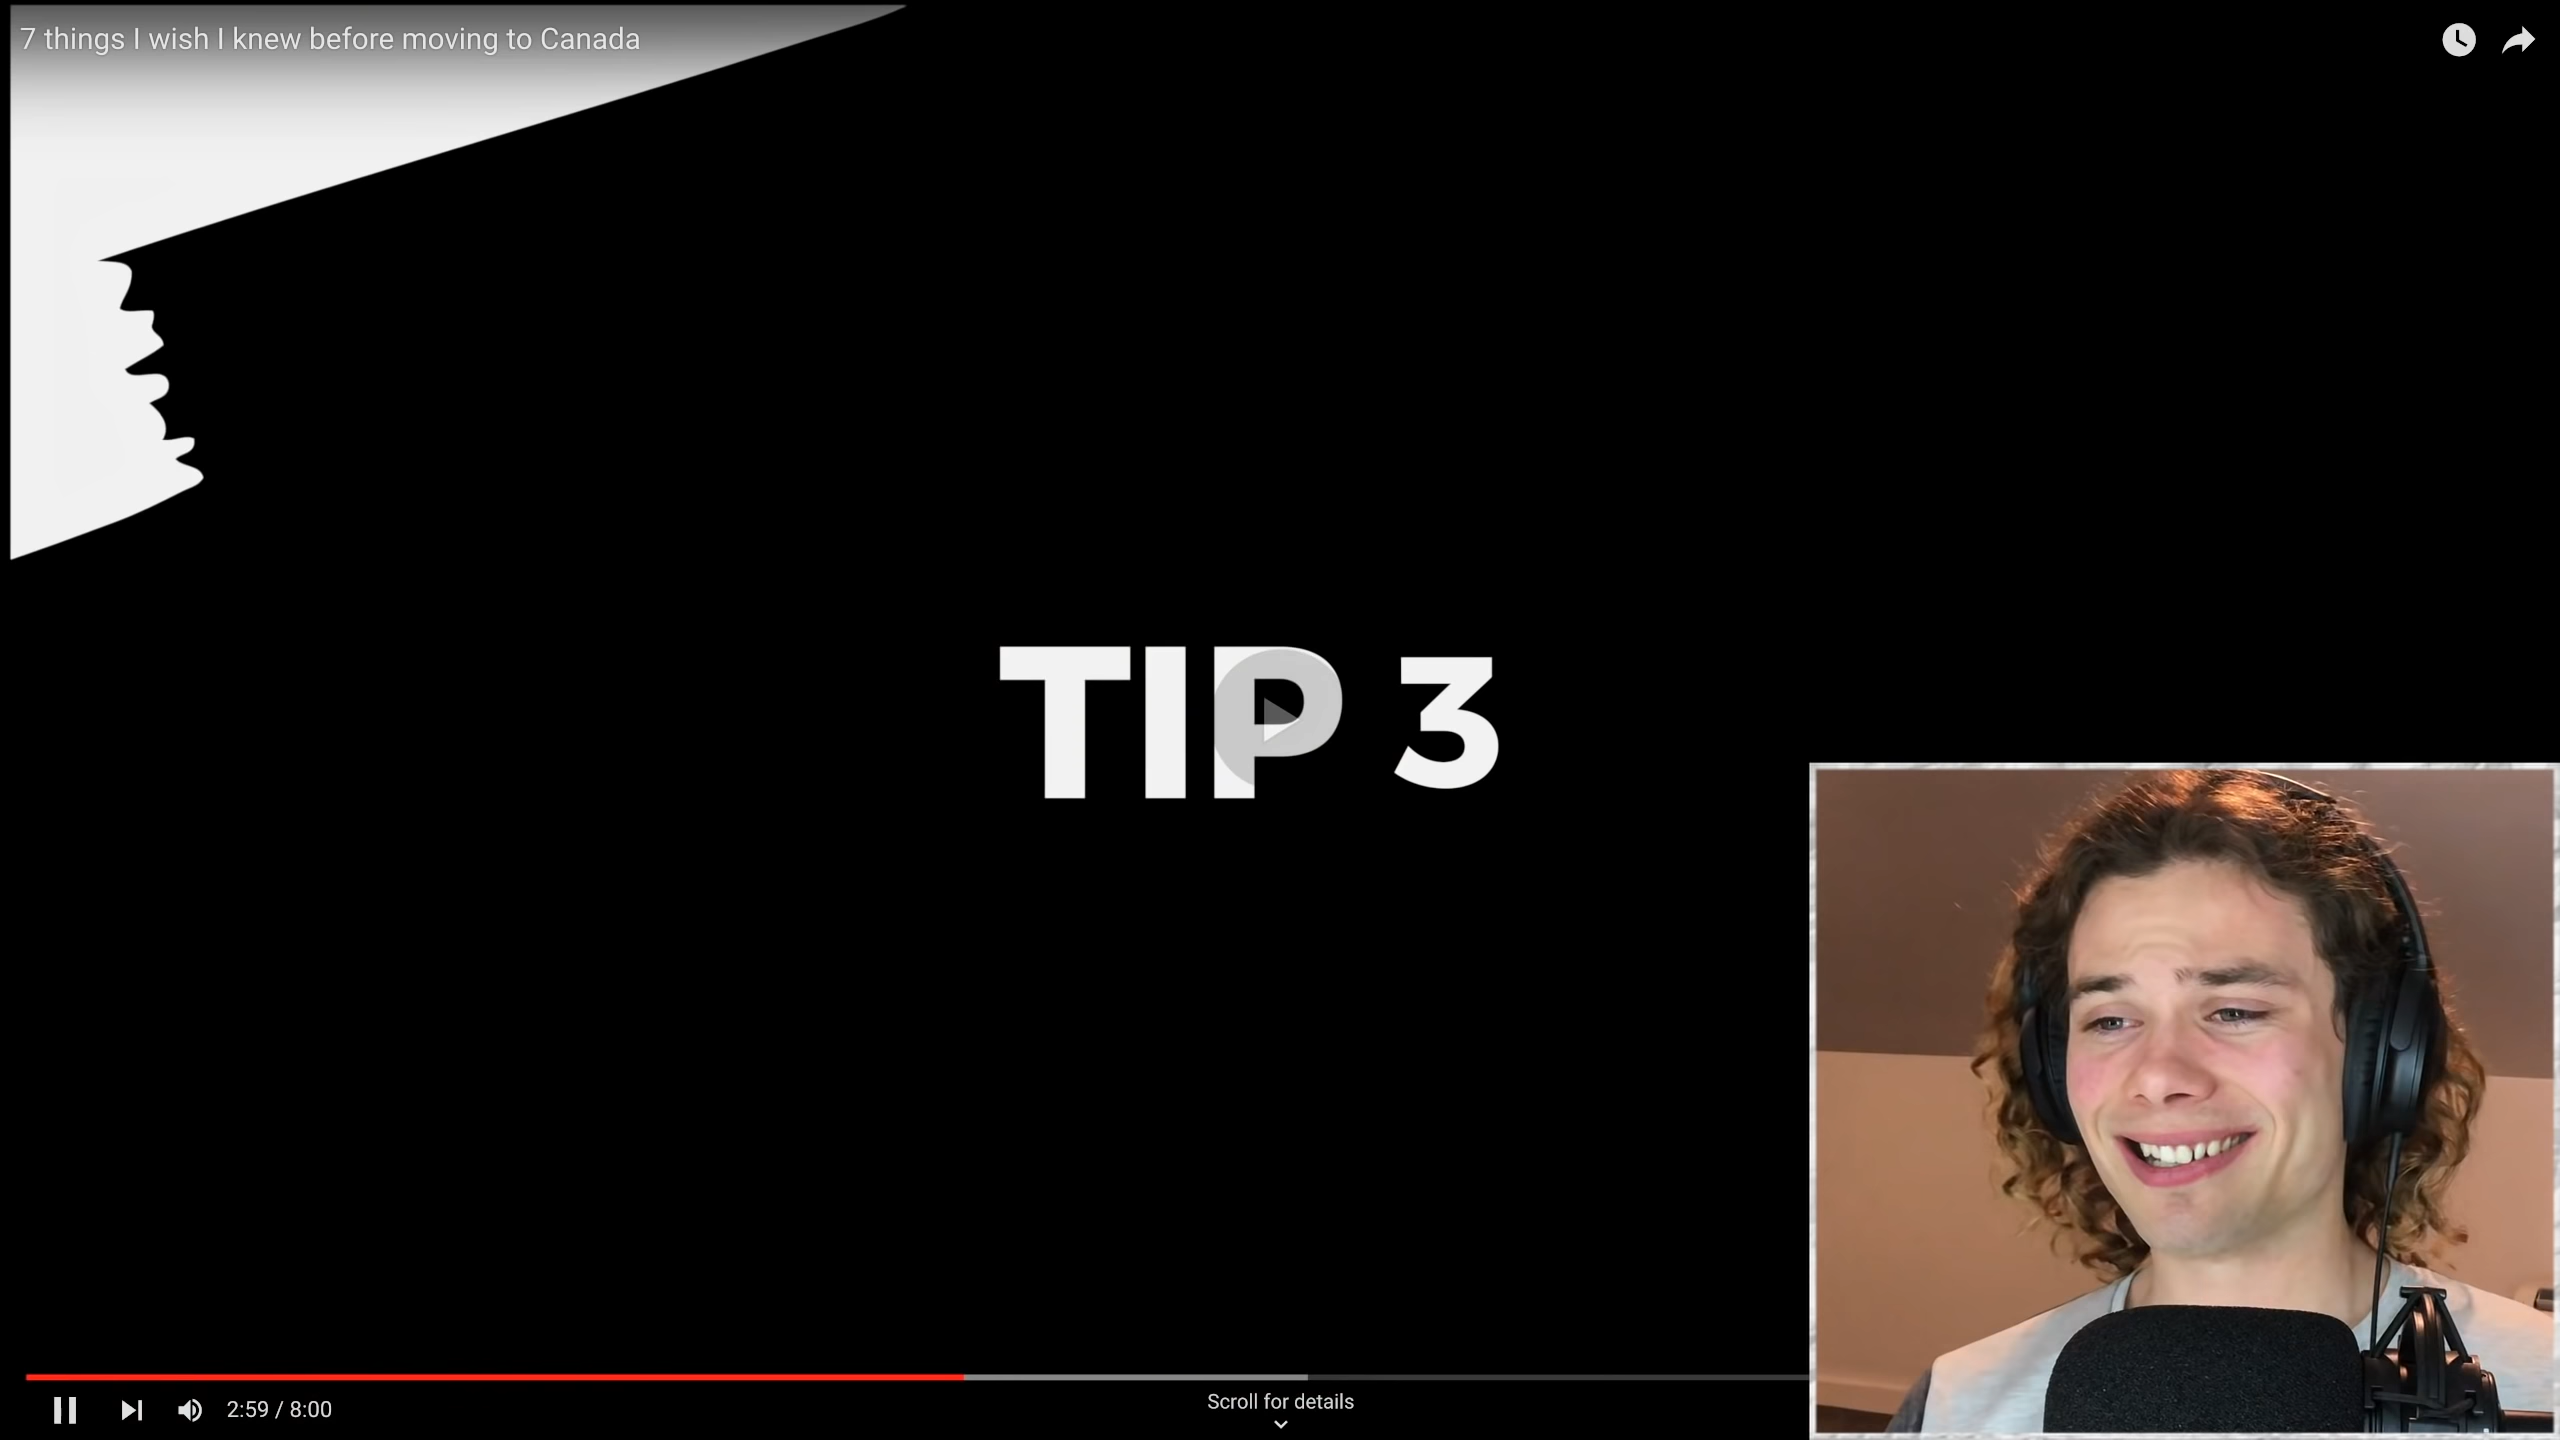 7 things I wish I knew before moving to Canada
TIP 3
2:59 / 8:00
Scroll for details